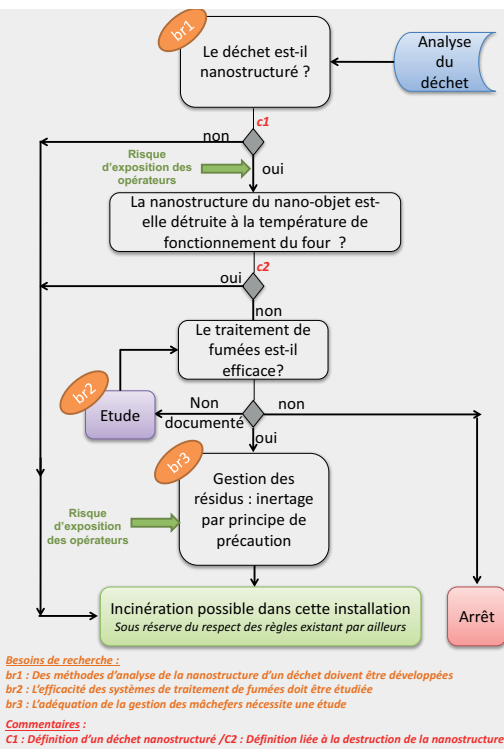 br1
Le déchet est-il
nanostructuré ?
Analyse
du
déchet
c1
non
Risque
d'exposition des
opérateurs
oui
La nanostructure du nano-objet est-
elle détruite à la température de
fonctionnement du four ?
c2
oui
non
Le traitement de
fumées est-il
efficace?
br2
Etude
Non
documenté
non
oui
br3
Gestion des
résidus : inertage
par principe de
précaution
Risque
d'exposition
des opérateurs
Incinération possible dans cette installation
Sous réserve du respect des règles existant par ailleurs
Arrêt
Besoins de recherche :
br1 : Des méthodes d'analyse de la nanostructure d'un déchet doivent être développées
br2 : L'efficacité des systèmes de traitement de fumées doit être étudiée
br3 : L'adéquation de la gestion des mâchefers nécessite une étude
Commentaires :
C1 : Définition d'un déchet nanostructuré /C2 : Définition liée à la destruction de la nanostructure